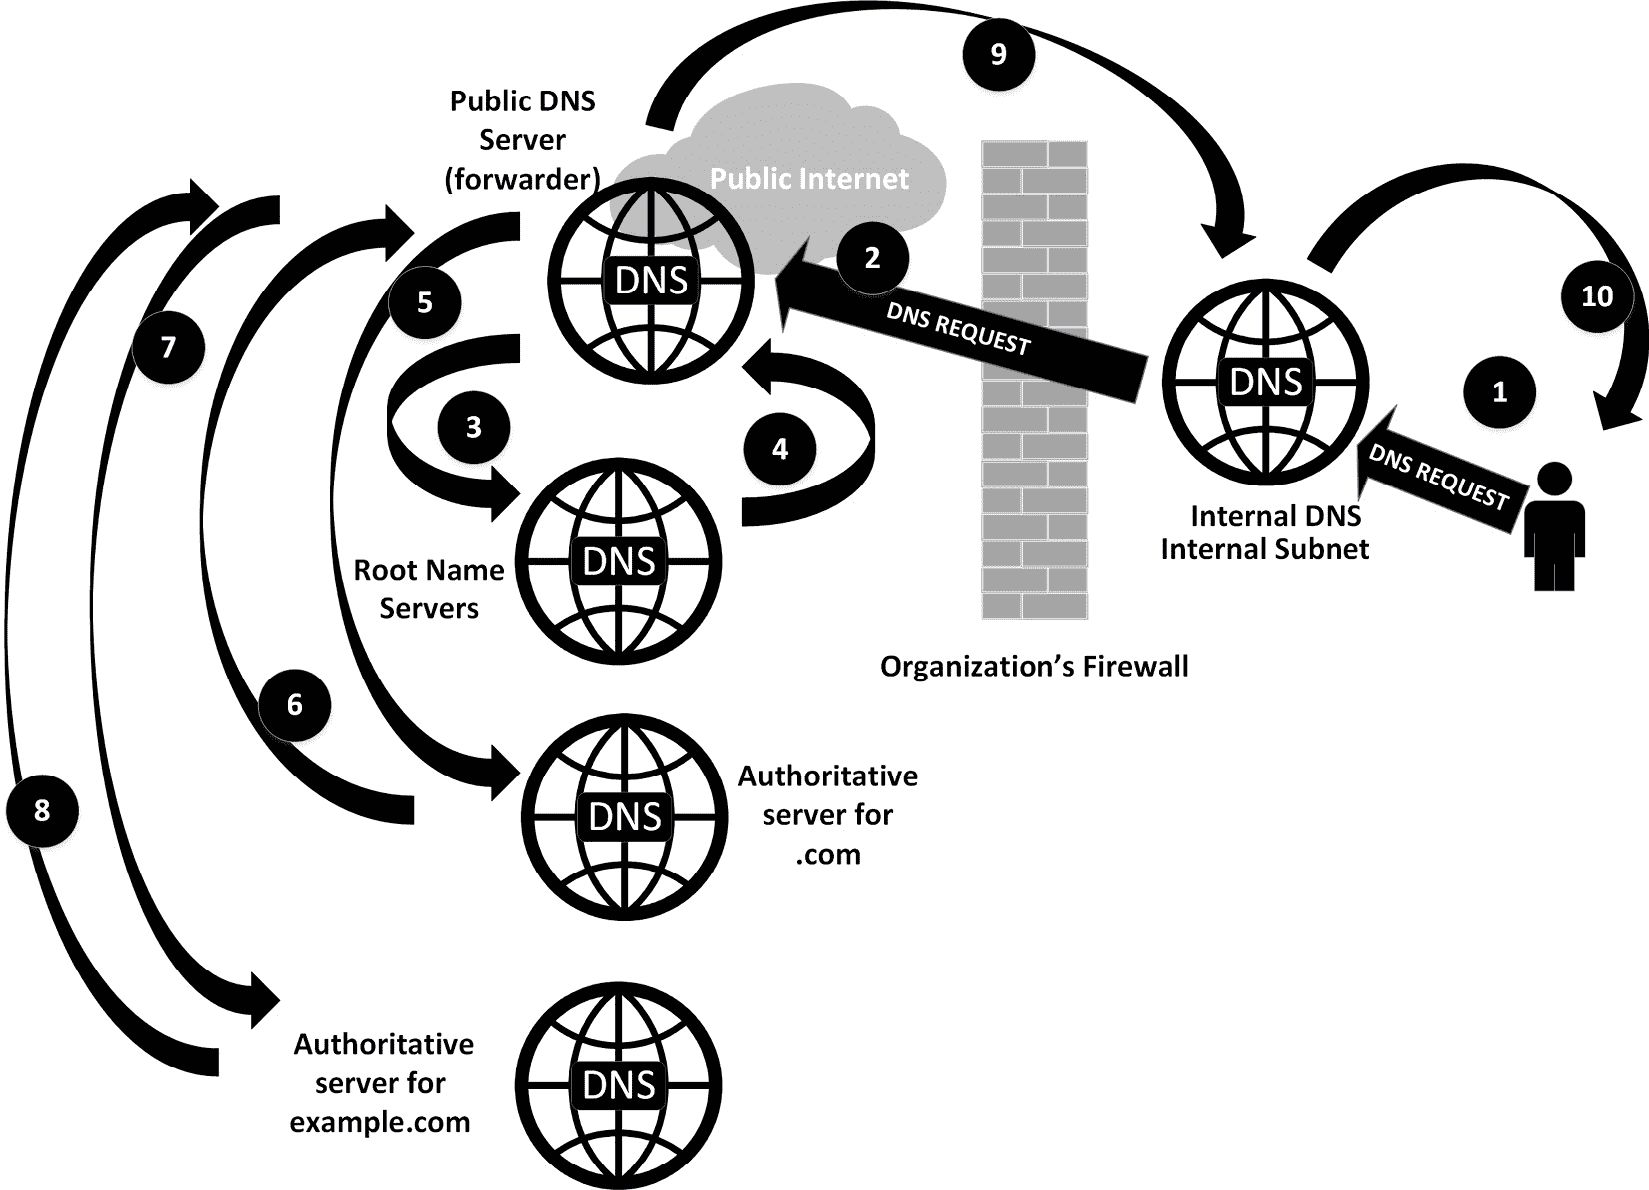 9
Public DNS
Server
(forwarder)
Public Internet
2
DNS REQUEST
DNS
5
7
3
4
10
1
DNS REQUEST
DNS
Internal DNS
Internal Subnet
Root Name
Servers
DNS
Organization's Firewall
6
8
DNS
Authoritative
server for
.com
Authoritative
server for
example.com
DNS